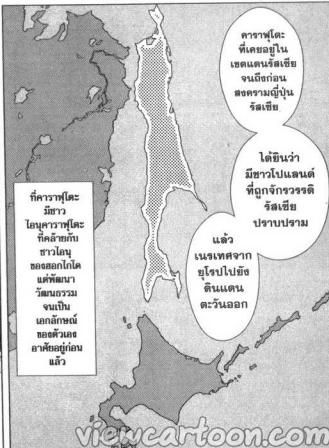 คาราฟุโตะ
ที่เคยอยู่ใน
เขตแดนรัสเซีย
จนถึงก่อน
สงครามญี่ปุ่น
รัสเซีย
ได้ยินว่า
มีชาวโปแลนด์
ที่ถูกจักรวรรดิ
รัสเซีย
ปราบปราม
แล้ว
เนรเทศจาก
ยุโรปไปยัง
ดินแดน
ตะวันออก
ที่คาราฟุโตะ
มีชาว
ไอนุคาราฟุโตะ
ที่คล้ายกับ
ชาวไอนุ
ของฮอกไกโด
แต่พัฒนา
วัฒนธรรม
จนเป็น
เอกลักษณ์
ของตัวเอง
อาศัยอยู่ก่อน
แล้ว
viewcartoon.com